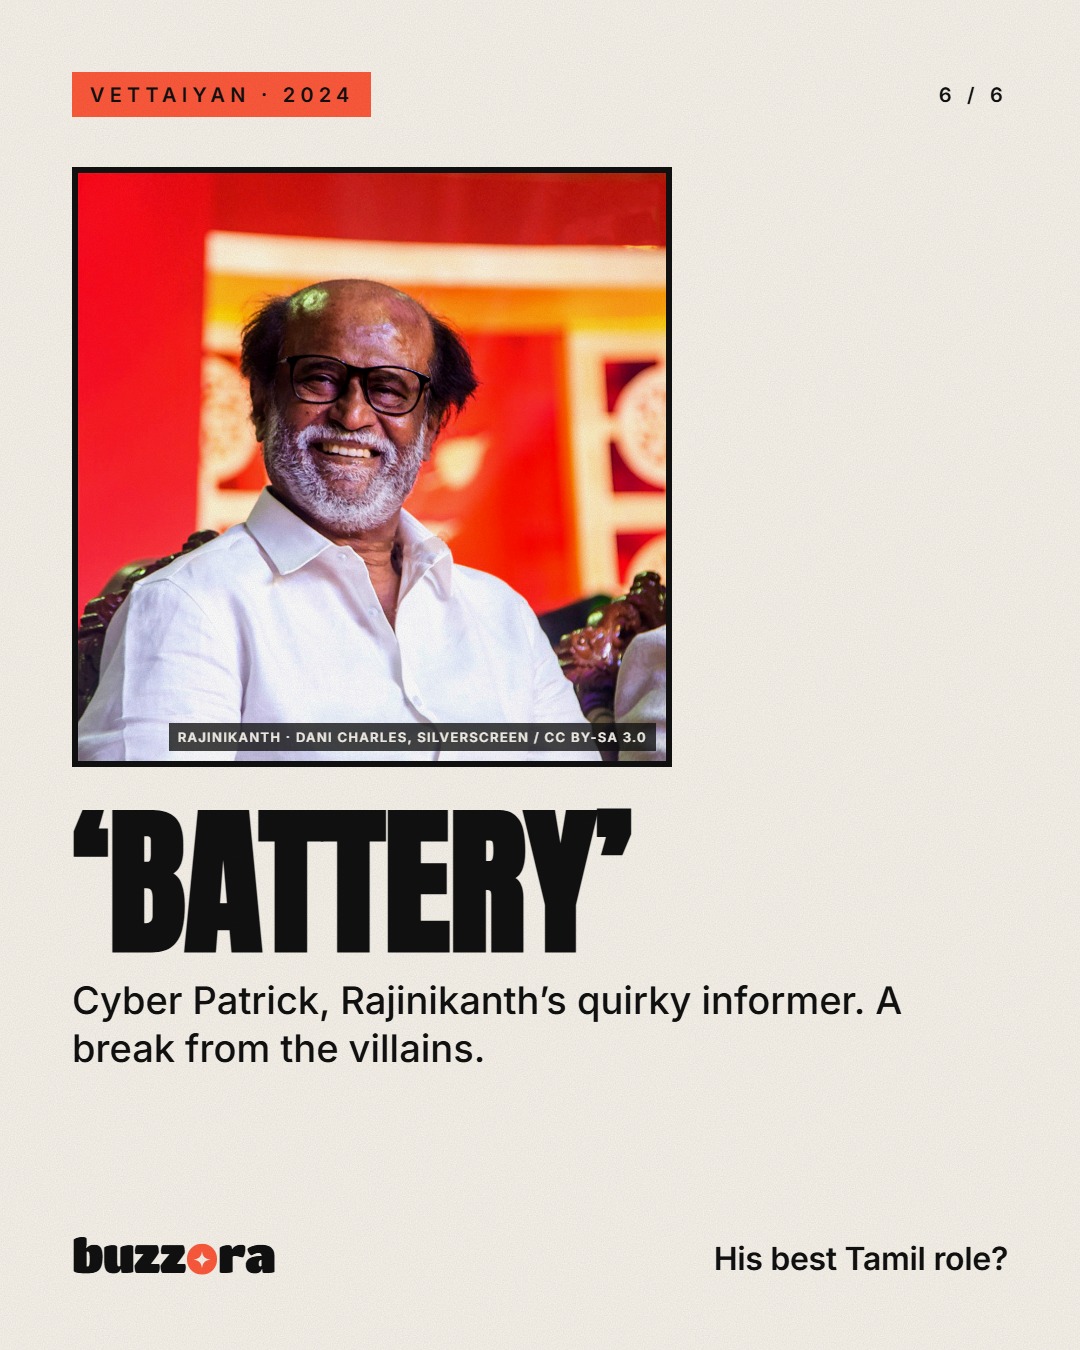 VETTAIYAN · 2024
6 / 6
RAJINIKANTH · DANI CHARLES, SILVERSCREEN / CC BY-SA 3.0
‘BATTERY’
Cyber Patrick, Rajinikanth’s quirky informer. A
break from the villains.
buzzora
His best Tamil role?